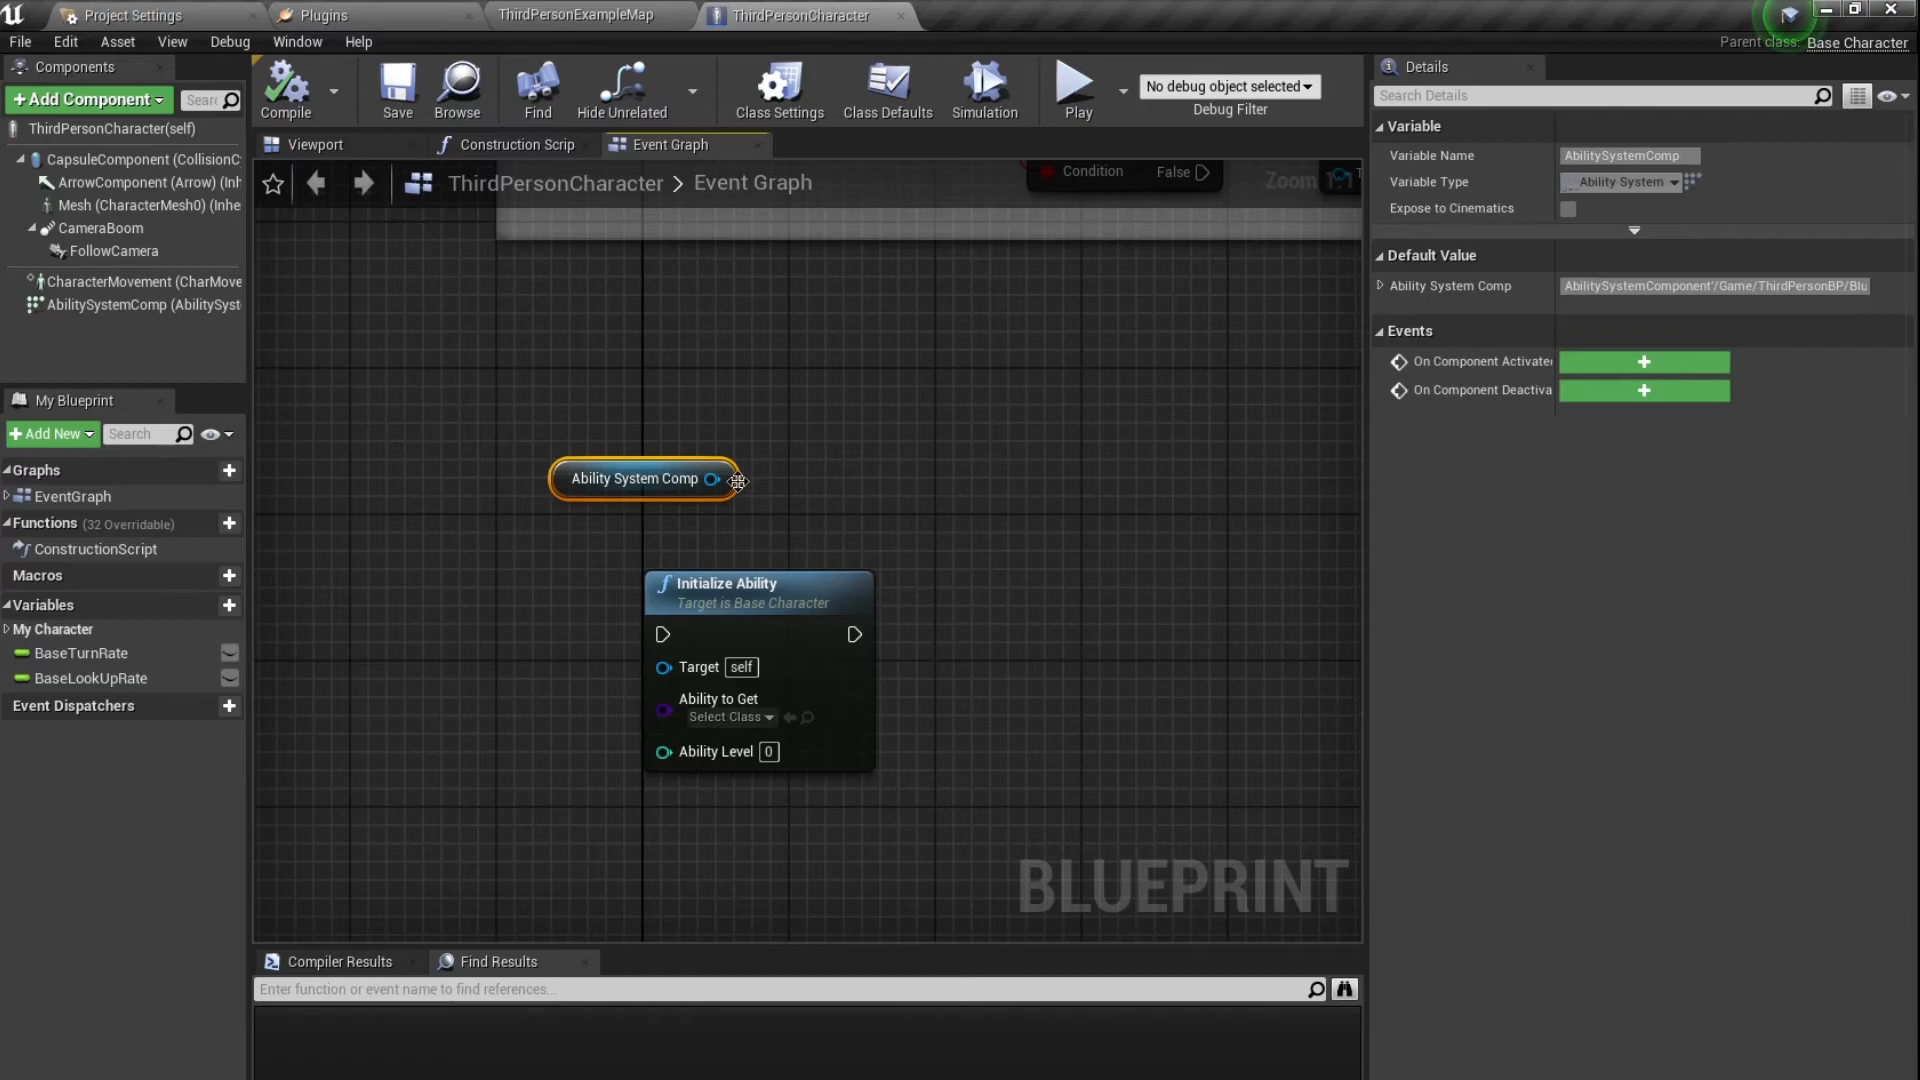 Project Settings
Plugins
ThirdPersonExampleMap
ThirdPersonCharacter
File Edit Asset View Debug Window Help
Parent class: Base Character
Components
+ Add Component
Sear
ThirdPersonCharacter(self)
CapsuleComponent (CollisionC
ArrowComponent (Arrow) (Inh
Mesh (CharacterMesh0) (Inhe
CameraBoom
FollowCamera
CharacterMovement (CharMove
AbilitySystemComp (AbilitySyst
My Blueprint
+ Add New
Search
Graphs
EventGraph
Functions (32 Overridable)
ConstructionScript
Macros
Variables
My Character
BaseTurnRate
BaseLookUpRate
Event Dispatchers
Compile
Save
Browse
Find
Hide Unrelated
Class Settings
Class Defaults
Simulation
Play
No debug object selected
Debug Filter
Viewport
Construction Scrip
Event Graph
ThirdPersonCharacter > Event Graph
Condition
False
Zoom 1:1
Ability System Comp
Initialize Ability
Target is Base Character
Target self
Ability to Get
Select Class
Ability Level 0
BLUEPRINT
Compiler Results
Find Results
Enter function or event name to find references...
Details
Search Details
Variable
Variable Name AbilitySystemComp
Variable Type Ability System
Expose to Cinematics
Default Value
Ability System Comp AbilitySystemComponent'/Game/ThirdPersonBP/Blu
Events
On Component Activate
On Component Deactiva